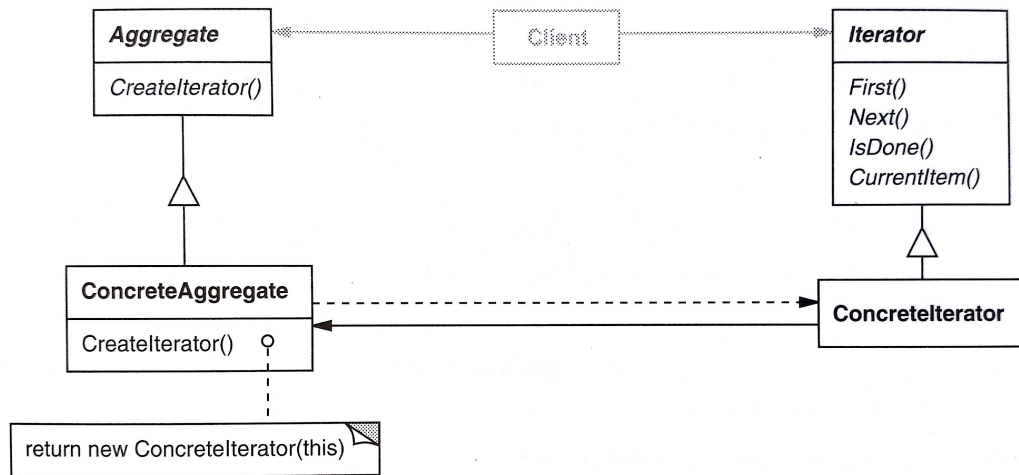 Aggregate
CreateIterator()
Client
Iterator
First()
Next()
IsDone()
CurrentItem()
ConcreteAggregate
CreateIterator()
ConcreteIterator
return new ConcreteIterator(this)